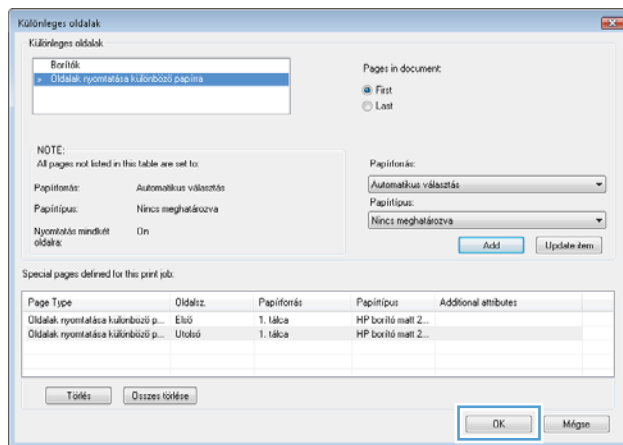 Különleges oldalak
Különleges oldalak
Borítók
» Oldalak nyomtatása különböző papírra
Pages in document:
First
Last
NOTE:
All pages not listed in this table are set to:
Papírforrás: Automatikus választás
Papírtípus: Nincs meghatározva
Nyomtatás mindkét oldalra: On
Papírforrás:
Automatikus választás
Papírtípus:
Nincs meghatározva
Add Update item
Special pages defined for this print job:
Page Type Oldalsz. Papírforrás Papírtípus Additional attributes
Oldalak nyomtatása különböző p... Első 1. tálca HP borító matt 2...
Oldalak nyomtatása különböző p... Utolsó 1. tálca HP borító matt 2...
Törlés Összes törlése
OK Mégse